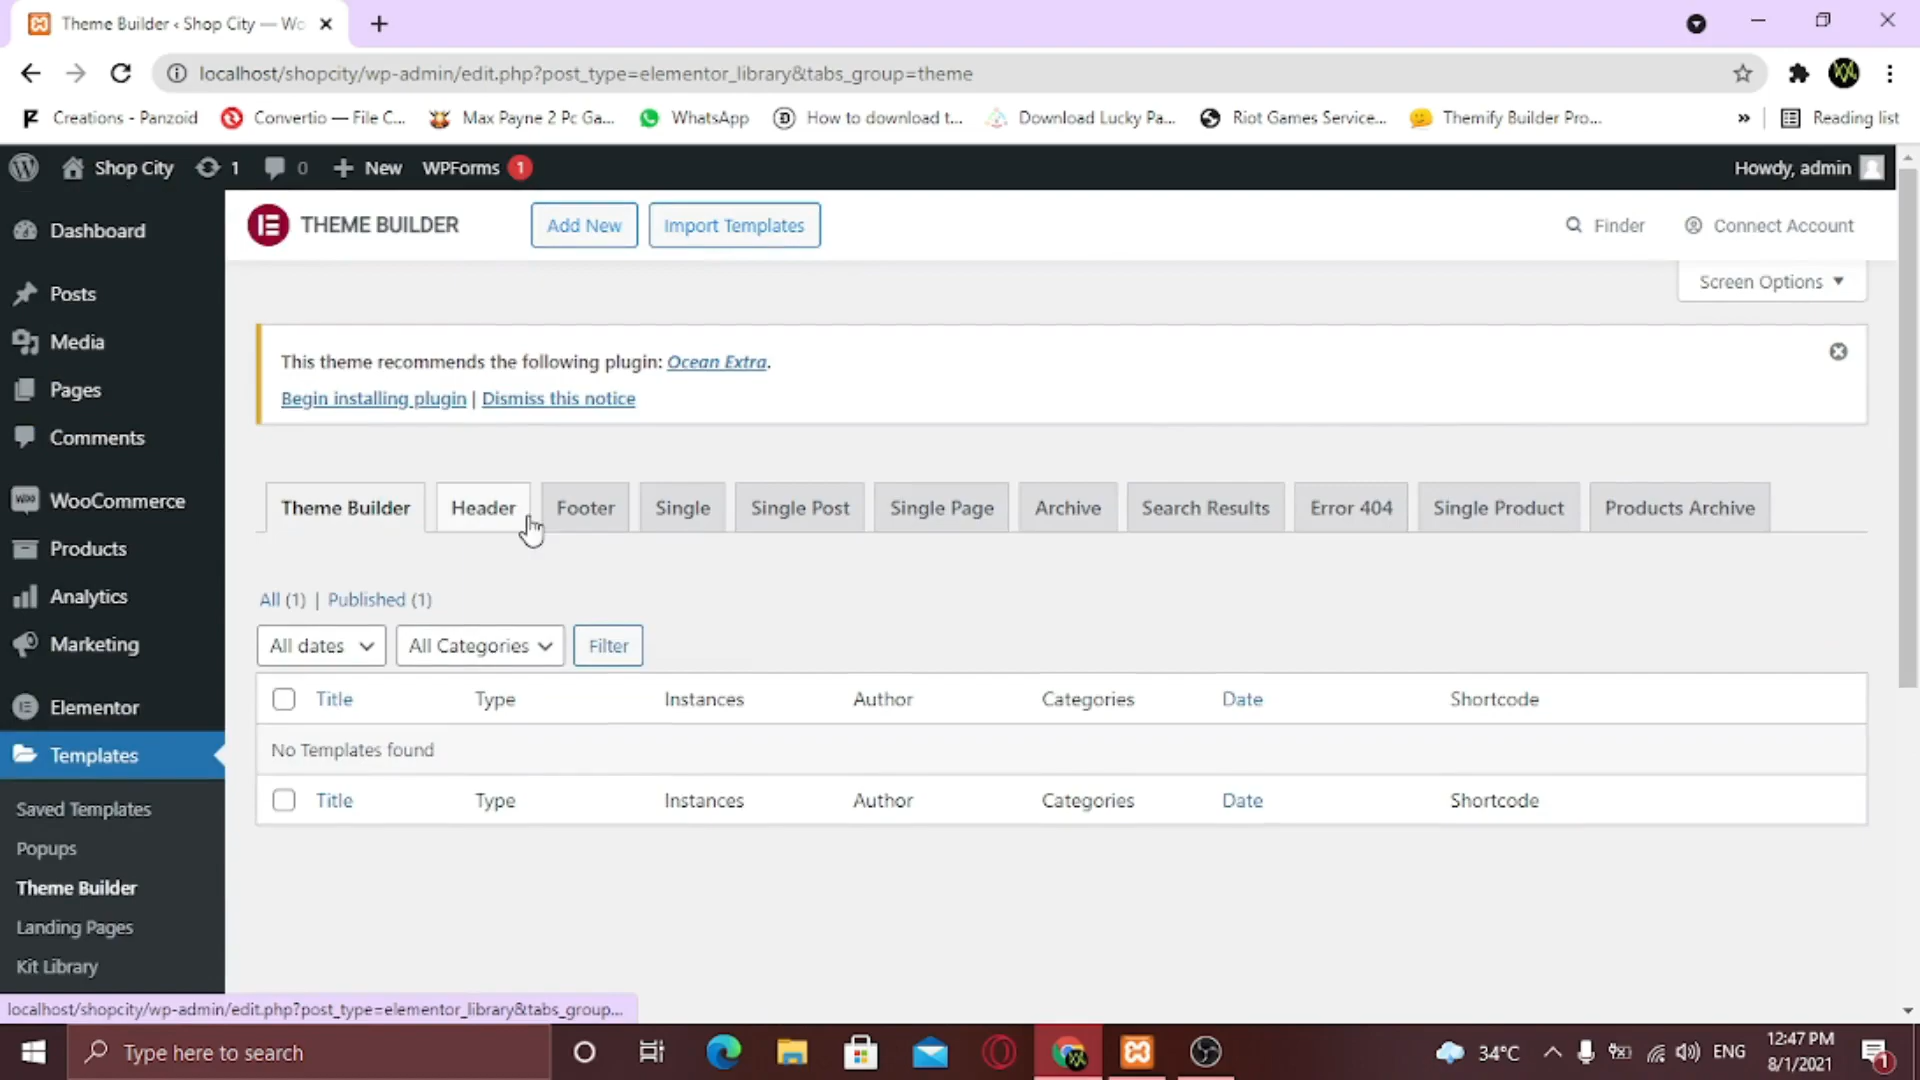 Theme Builder ‹ Shop City — Wo
localhost/shopcity/wp-admin/edit.php?post_type=elementor_library&tabs_group=theme
Creations - Panzoid
Convertio — File C...
Max Payne 2 Pc Ga...
WhatsApp
How to download t...
Download Lucky Pa...
Riot Games Service...
Themify Builder Pro...
»
Reading list
Shop City
1
0
New
WPForms 1
Howdy, admin
Dashboard
Posts
Media
Pages
Comments
WooCommerce
Products
Analytics
Marketing
Elementor
Templates
Saved Templates
Popups
Theme Builder
Landing Pages
Kit Library
THEME BUILDER
Add New
Import Templates
Finder
Connect Account
Screen Options
This theme recommends the following plugin: Ocean Extra.
Begin installing plugin | Dismiss this notice
Theme Builder
Header
Footer
Single
Single Post
Single Page
Archive
Search Results
Error 404
Single Product
Products Archive
All (1) | Published (1)
All dates
All Categories
Filter
Title Type Instances Author Categories Date Shortcode
No Templates found
Title Type Instances Author Categories Date Shortcode
localhost/shopcity/wp-admin/edit.php?post_type=elementor_library&tabs_group...
Type here to search
34°C
ENG
12:47 PM
8/1/2021
1